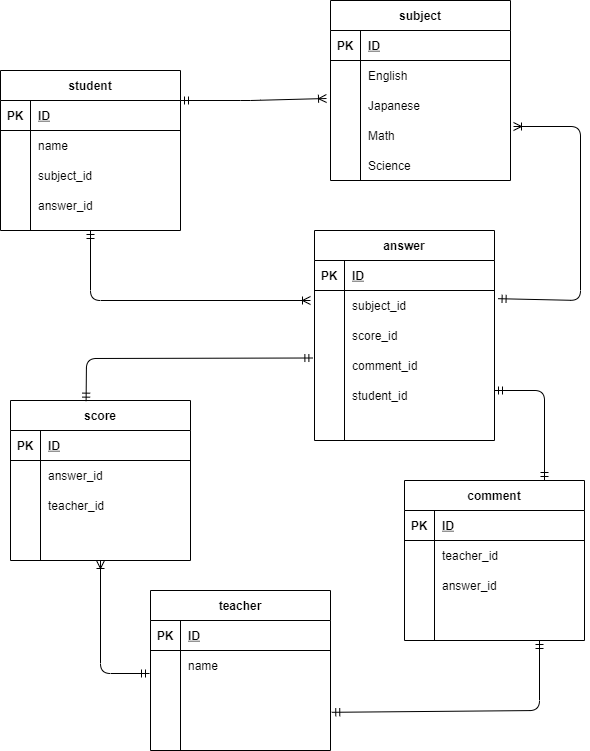 subject
PK ID
English
Japanese
Math
Science
student
PK ID
name
subject_id
answer_id
answer
PK ID
subject_id
score_id
comment_id
student_id
score
PK ID
answer_id
teacher_id
comment
PK ID
teacher_id
answer_id
teacher
PK ID
name